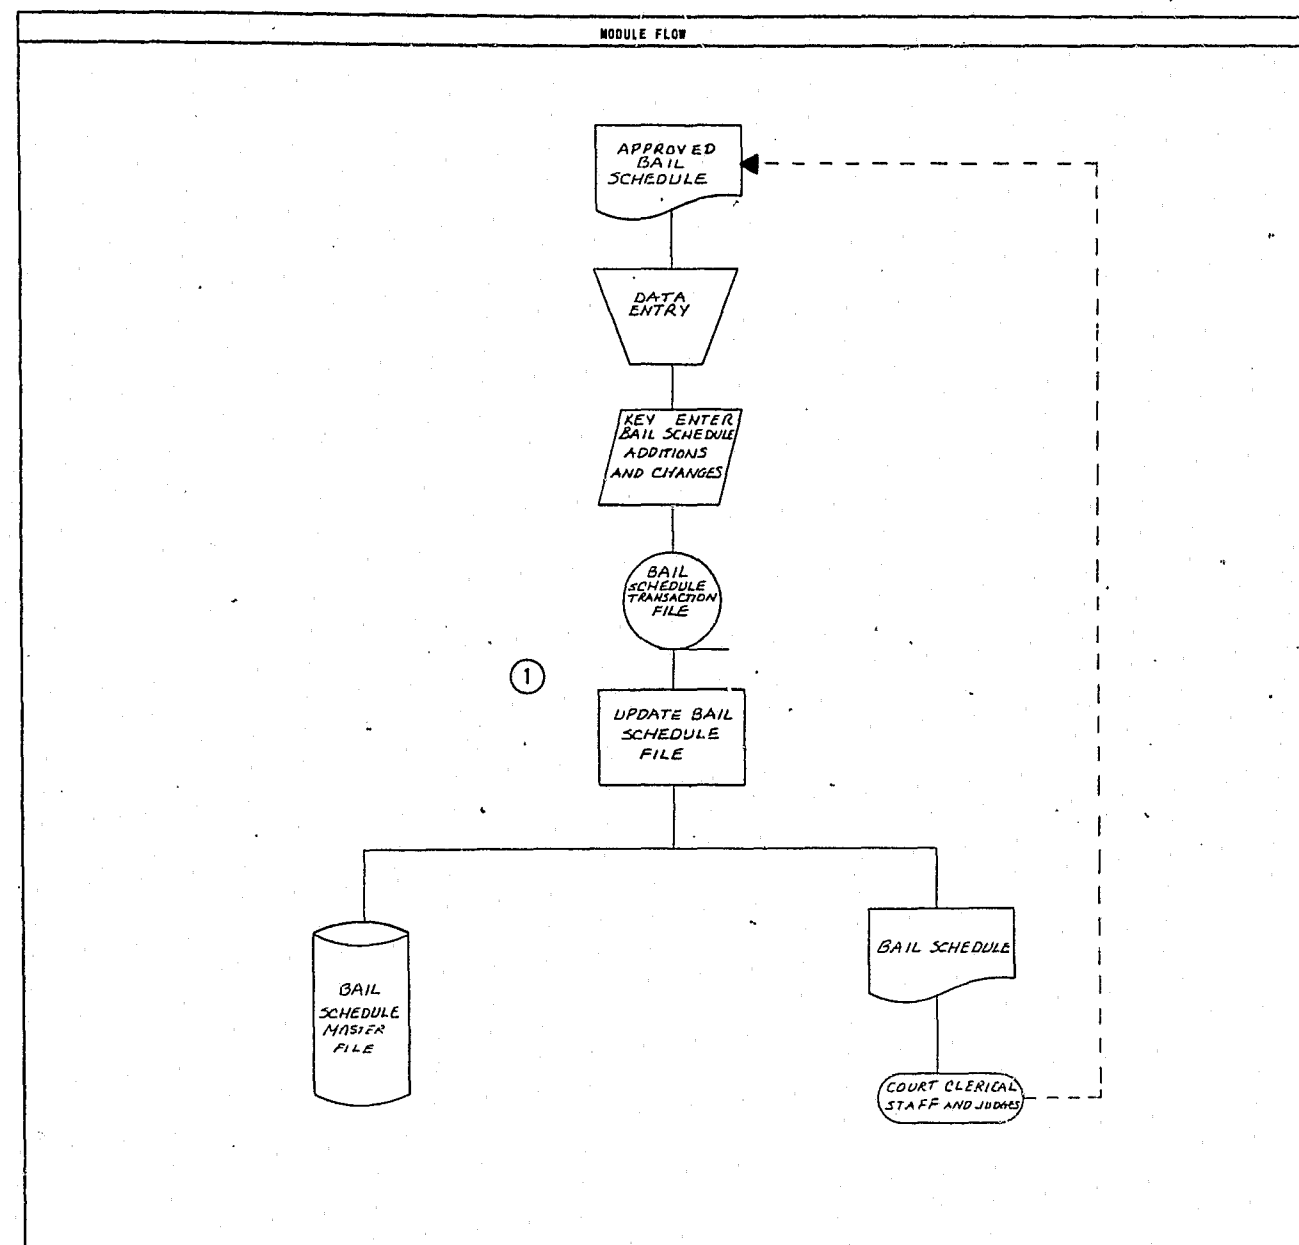 MODULE FLOW
APPROVED
BAIL
SCHEDULE
DATA
ENTRY
KEY ENTER
BAIL SCHEDULE
ADDITIONS
AND CHANGES
BAIL
SCHEDULE
TRANSACTION
FILE
1
UPDATE BAIL
SCHEDULE
FILE
BAIL
SCHEDULE
MASTER
FILE
BAIL SCHEDULE
COURT CLERICAL
STAFF AND JUDGES